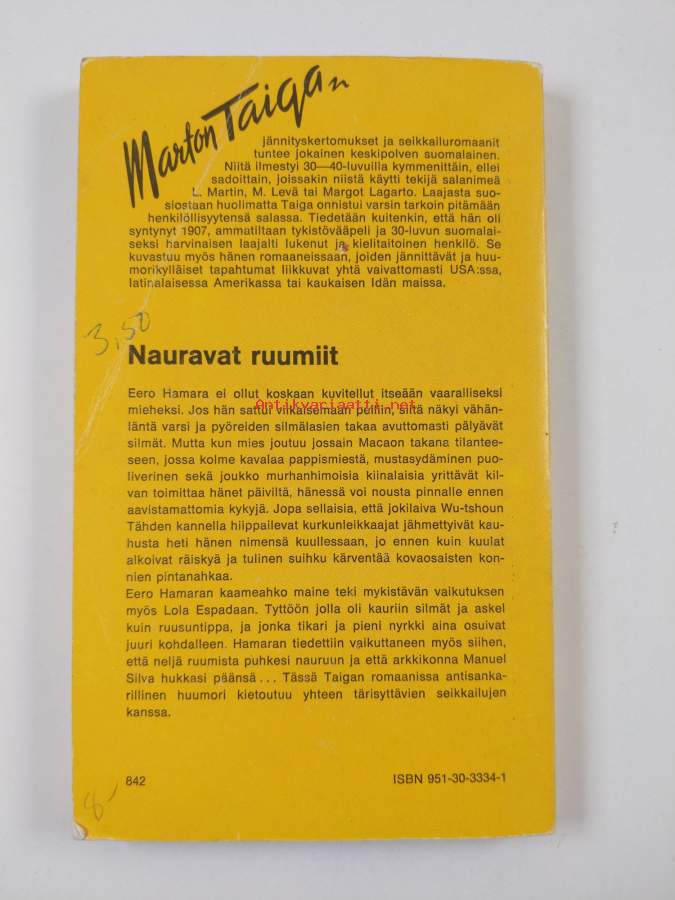 Marton Taigan
jännityskertomukset ja seikkailuromaanit
tuntee jokainen keskipolven suomalainen.
Niitä ilmestyi 30—40-luvuilla kymmenittäin, ellei
sadoittain, joissakin niistä käytti tekijä salanimeä
L. Martin, M. Levä tai Margot Lagarto. Laajasta suo-
siostaan huolimatta Taiga onnistui varsin tarkoin pitämään
henkilöllisyytensä salassa. Tiedetään kuitenkin, että hän oli
syntynyt 1907, ammatiltaan tykistövääpeli ja 30-luvun suomalai-
seksi harvinaisen laajalti lukenut ja kielitaitoinen henkilö. Se
kuvastuu myös hänen romaaneissaan, joiden jännittävät ja huu-
morikylläiset tapahtumat liikkuvat yhtä vaivattomasti USA:ssa,
latinalaisessa Amerikassa tai kaukaisen Idän maissa.
3,50
Nauravat ruumiit
Eero Hamara ei ollut koskaan kuvitellut itseään vaaralliseksi
mieheksi. Jos hän sattui vilkaisemaan peiliin, siitä näkyi vähän-
Antikvariaatti.net
läntä varsi ja pyöreiden silmälasien takaa avuttomasti pälyävät
silmät. Mutta kun mies joutuu jossain Macaon takana tilantee-
seen, jossa kolme kavalaa pappismiestä, mustasydäminen puo-
liverinen sekä joukko murhanhimoisia kiinalaisia yrittävät kil-
van toimittaa hänet päiviltä, hänessä voi nousta pinnalle ennen
aavistamattomia kykyjä. Jopa sellaisia, että jokilaiva Wu-tshoun
Tähden kannella hiippailevat kurkunleikkaajat jähmettyivät kau-
husta heti hänen nimensä kuullessaan, jo ennen kuin kuulat
alkoivat räiskyä ja tulinen suihku kärventää kovaosaisten kon-
nien pintanahkaa.
Eero Hamaran kaameahko maine teki mykistävän vaikutuksen
myös Lola Espadaan. Tyttöön jolla oli kauriin silmät ja askel
kuin ruusuntippa, ja jonka tikari ja pieni nyrkki aina osuivat
juuri kohdalleen. Hamaran tiedettiin vaikuttaneen myös siihen,
että neljä ruumista puhkesi nauruun ja että arkkikonna Manuel
Silva hukkasi päänsä... Tässä Taigan romaanissa antisanka-
rillinen huumori kietoutuu yhteen tärisyttävien seikkailujen
kanssa.
842 ISBN 951-30-3334-1
8-